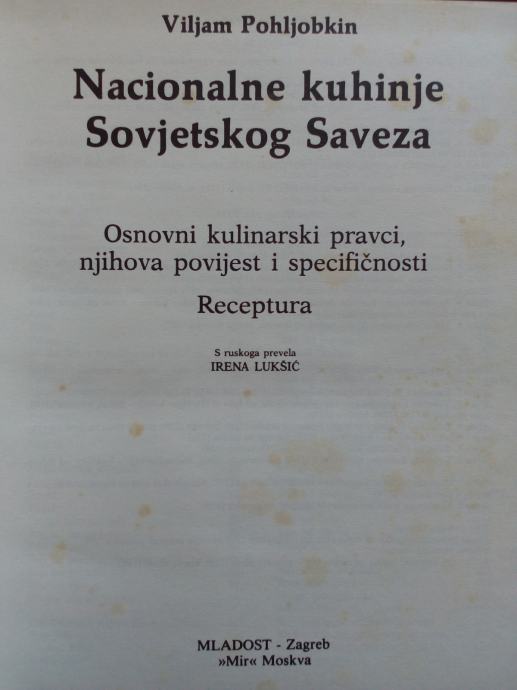 Viljam Pohljobkin
Nacionalne kuhinje
Sovjetskog Saveza
Osnovni kulinarski pravci,
njihova povijest i specifičnosti
Receptura
S ruskoga prevela
IRENA LUKŠIĆ
MLADOST - Zagreb
»Mir« Moskva